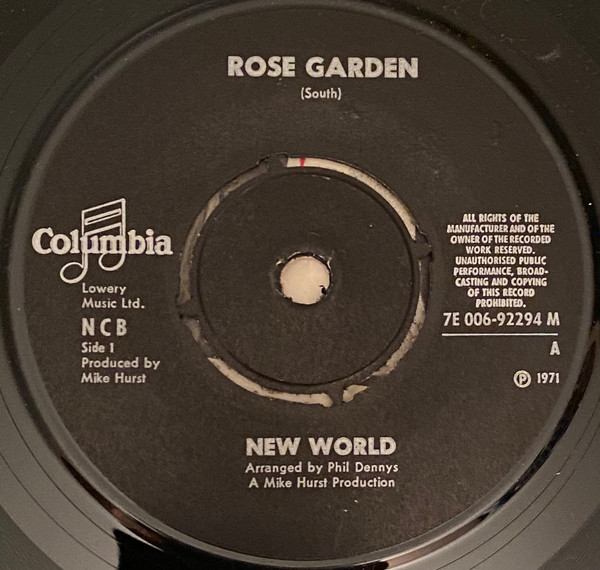 ROSE GARDEN
(South)
Columbia
Lowery
Music Ltd.
NCB
Side 1
Produced by
Mike Hurst
ALL RIGHTS OF THE
MANUFACTURER AND OF THE
OWNER OF THE RECORDED
WORK RESERVED.
UNAUTHORISED PUBLIC
PERFORMANCE, BROAD-
CASTING AND COPYING
OF THIS RECORD
PROHIBITED.
7E 006-92294 M
A
Ⓟ 1971
NEW WORLD
Arranged by Phil Dennys
A Mike Hurst Production